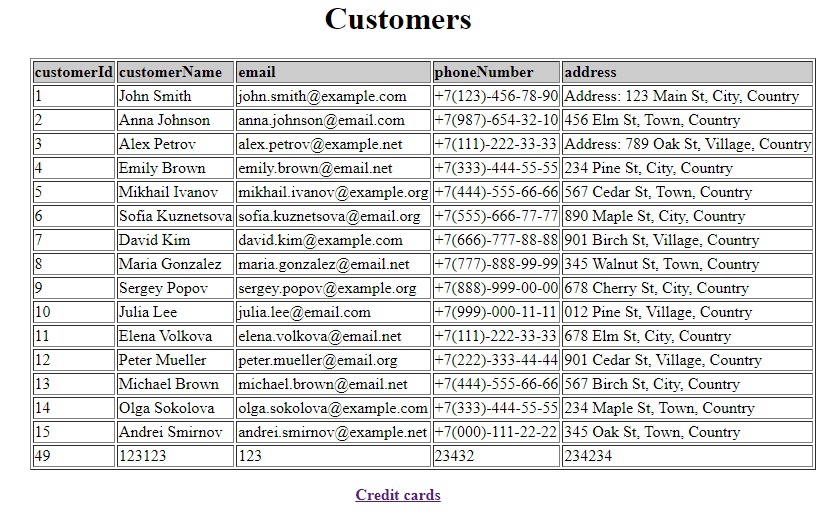 Customers
customerId customerName email phoneNumber address
1 John Smith john.smith@example.com +7(123)-456-78-90 Address: 123 Main St, City, Country
2 Anna Johnson anna.johnson@email.com +7(987)-654-32-10 456 Elm St, Town, Country
3 Alex Petrov alex.petrov@example.net +7(111)-222-33-33 Address: 789 Oak St, Village, Country
4 Emily Brown emily.brown@email.net +7(333)-444-55-55 234 Pine St, City, Country
5 Mikhail Ivanov mikhail.ivanov@example.org +7(444)-555-66-66 567 Cedar St, Town, Country
6 Sofia Kuznetsova sofia.kuznetsova@email.org +7(555)-666-77-77 890 Maple St, City, Country
7 David Kim david.kim@example.com +7(666)-777-88-88 901 Birch St, Village, Country
8 Maria Gonzalez maria.gonzalez@email.net +7(777)-888-99-99 345 Walnut St, Town, Country
9 Sergey Popov sergey.popov@example.org +7(888)-999-00-00 678 Cherry St, City, Country
10 Julia Lee julia.lee@email.com +7(999)-000-11-11 012 Pine St, Village, Country
11 Elena Volkova elena.volkova@email.net +7(111)-222-33-33 678 Elm St, City, Country
12 Peter Mueller peter.mueller@email.org +7(222)-333-44-44 901 Cedar St, Village, Country
13 Michael Brown michael.brown@email.net +7(444)-555-66-66 567 Birch St, City, Country
14 Olga Sokolova olga.sokolova@example.com +7(333)-444-55-55 234 Maple St, Town, Country
15 Andrei Smirnov andrei.smirnov@example.net +7(000)-111-22-22 345 Oak St, Town, Country
49 123123 123 23432 234234
Credit cards